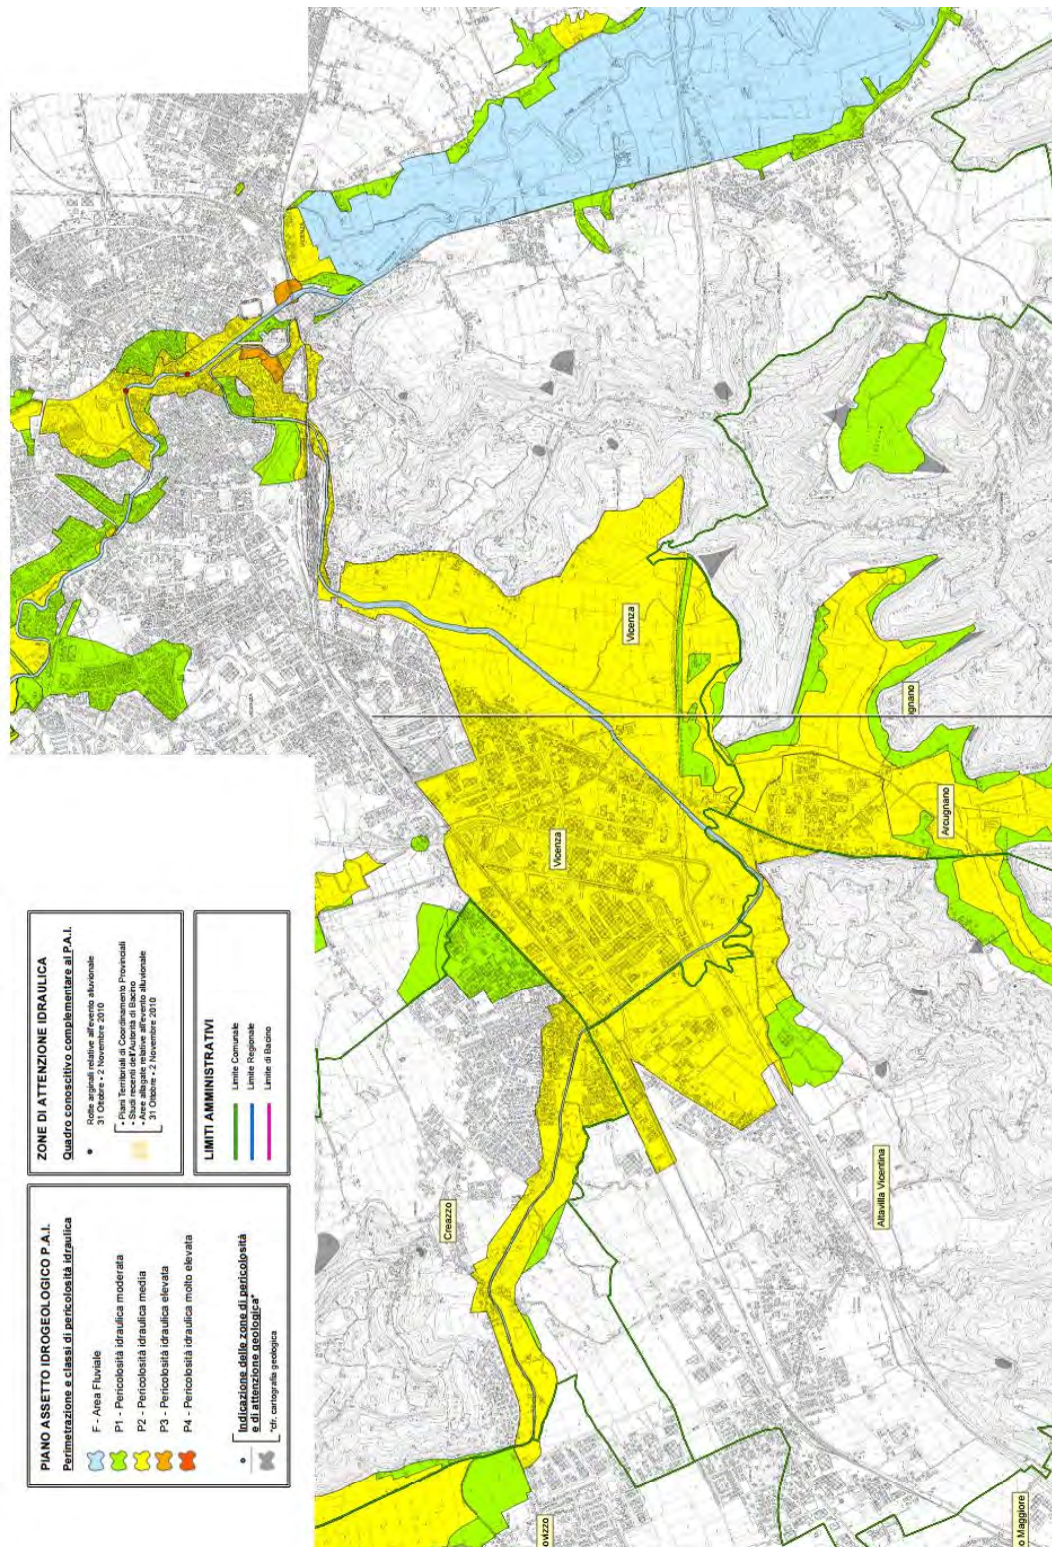 PIANO ASSETTO IDROGEOLOGICO P.A.I.
Perimetrazione e classi di pericolosità idraulica
F - Area Fluviale
P1 - Pericolosità idraulica moderata
P2 - Pericolosità idraulica media
P3 - Pericolosità idraulica elevata
P4 - Pericolosità idraulica molto elevata
Indicazione delle zone di pericolosità
e di attenzione geologica*
*cfr. cartografia geologica
ZONE DI ATTENZIONE IDRAULICA
Quadro conoscitivo complementare al P.A.I.
Rotte arginali relative all'evento alluvionale
31 Ottobre - 2 Novembre 2010
• Piani Territoriali di Coordinamento Provinciali
• Studi recenti dell'Autorità di Bacino
• Aree allagate relative all'evento alluvionale
31 Ottobre - 2 Novembre 2010
LIMITI AMMINISTRATIVI
Limite Comunale
Limite Regionale
Limite di Bacino
Creazzo
Vicenza
Vicenza
Arcugnano
ugnano
Altavilla Vicentina
ovizzo
o Maggiore